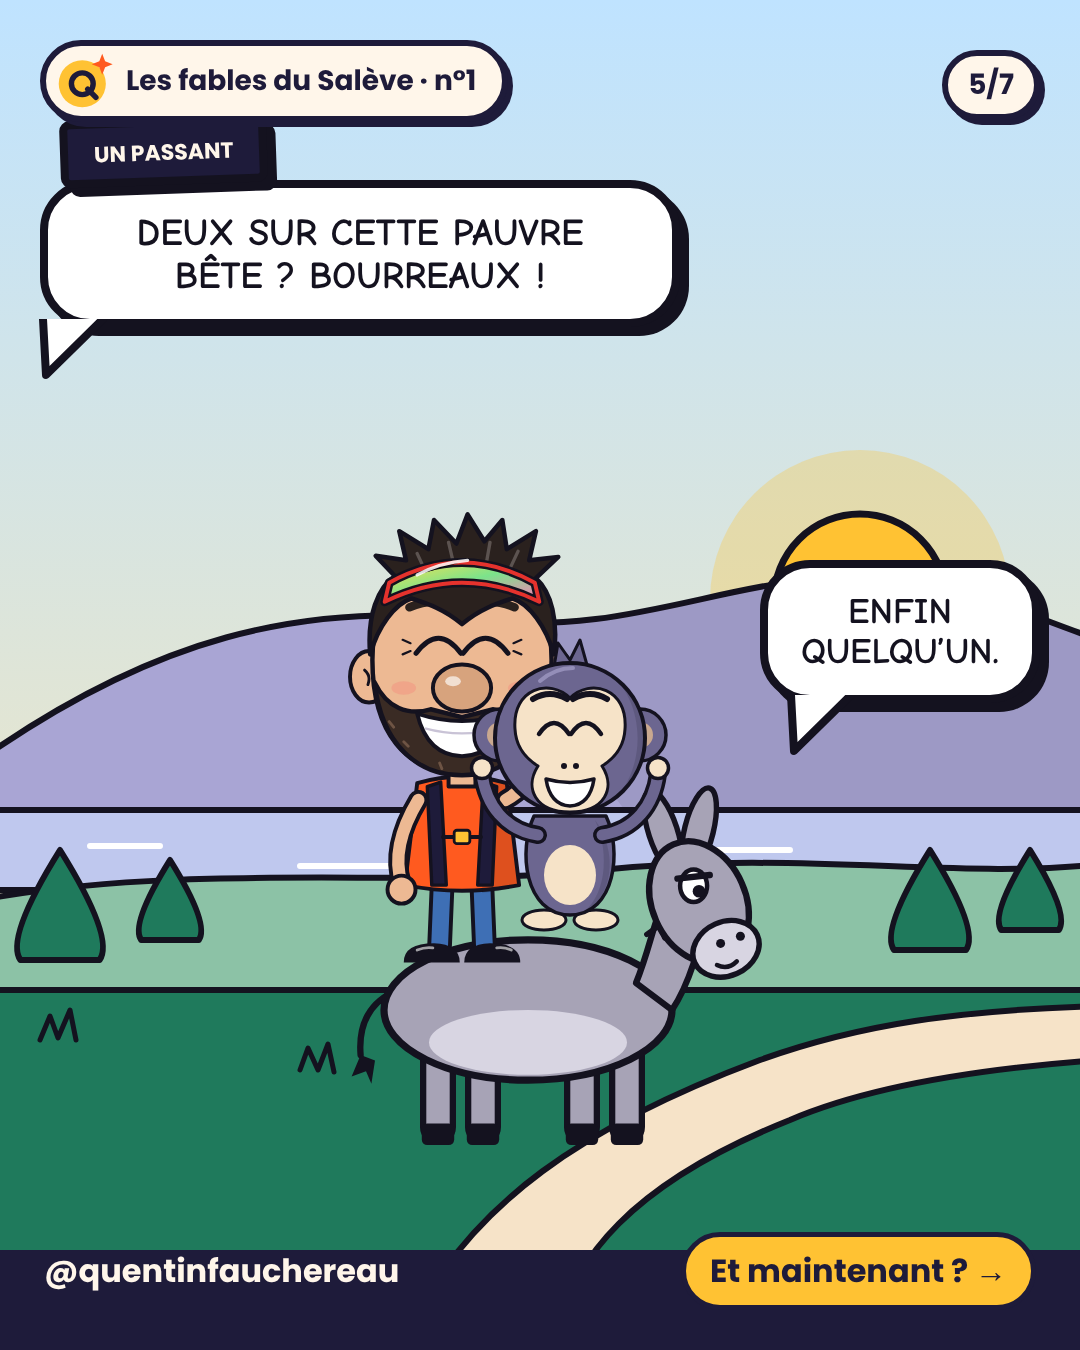 Q
Les fables du Salève · n°1
5/7
UN PASSANT
DEUX SUR CETTE PAUVRE
BÊTE ? BOURREAUX !
ENFIN
QUELQU'UN.
@quentinfauchereau
Et maintenant ? →